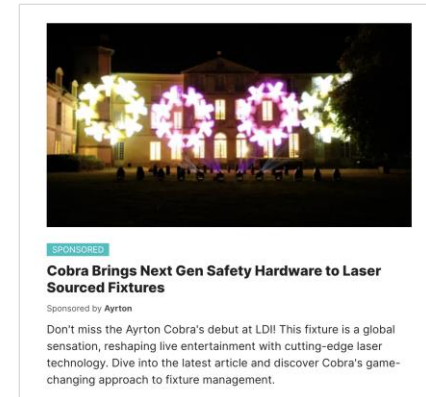 SPONSORED
Cobra Brings Next Gen Safety Hardware to Laser
Sourced Fixtures
Sponsored by Ayrton
Don't miss the Ayrton Cobra's debut at LDI! This fixture is a global
sensation, reshaping live entertainment with cutting-edge laser
technology. Dive into the latest article and discover Cobra's game-
changing approach to fixture management.